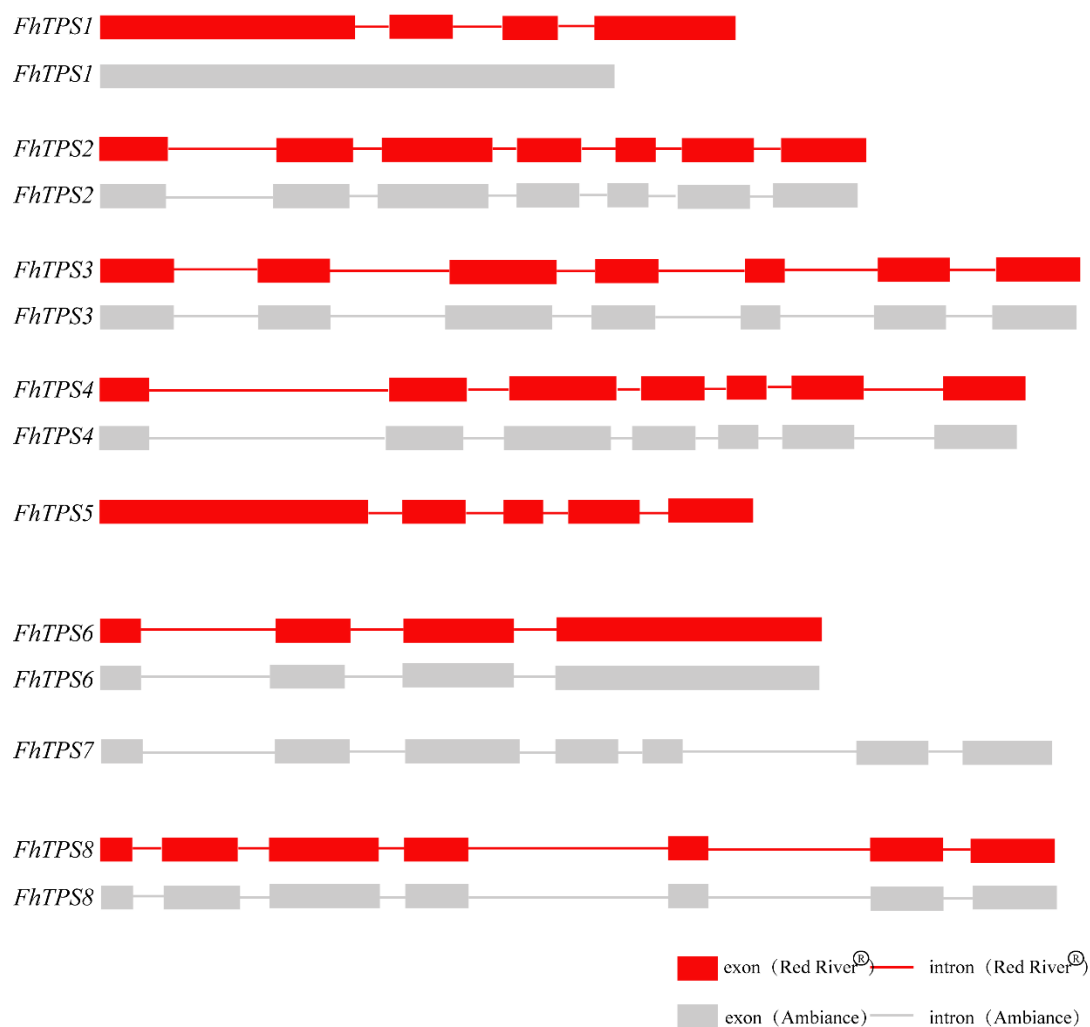 FhTPS1
FhTPS1
FhTPS2
FhTPS2
FhTPS3
FhTPS3
FhTPS4
FhTPS4
FhTPS5
FhTPS6
FhTPS6
FhTPS7
FhTPS8
FhTPS8
exon（Red River®） intron（Red River®）
exon（Ambiance） intron（Ambiance）